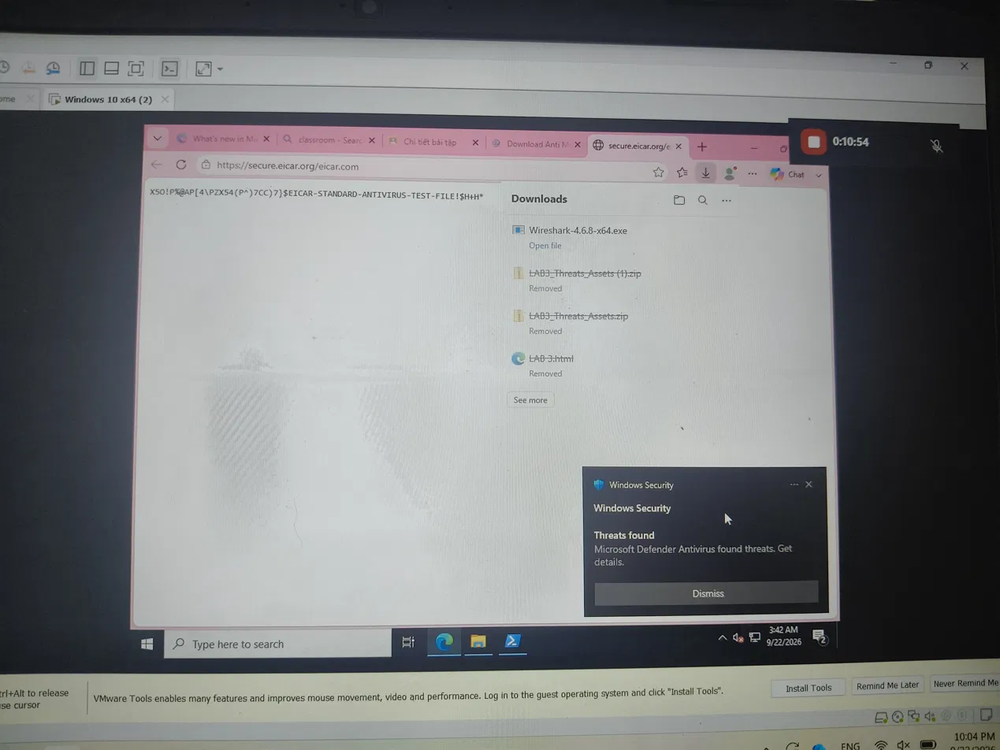 ome
Windows 10 x64 (2)
What's new in Mi
classroom - Searc
Chi tiết bài tập
Download Anti M
secure.eicar.org/e
0:10:54
https://secure.eicar.org/eicar.com
Chat
X5O!P%@AP[4\PZX54(P^)7CC)7}$EICAR-STANDARD-ANTIVIRUS-TEST-FILE!$H+H*
Downloads
Wireshark-4.6.8-x64.exe
Open file
LAB3_Threats_Assets (1).zip
Removed
LAB3_Threats_Assets.zip
Removed
LAB 3.html
Removed
See more
Windows Security
Windows Security
Threats found
Microsoft Defender Antivirus found threats. Get
details.
Dismiss
Type here to search
3:42 AM
9/22/2026
2
trl+Alt to release
se cursor
VMware Tools enables many features and improves mouse movement, video and performance. Log in to the guest operating system and click "Install Tools".
Install Tools
Remind Me Later
Never Remind Me
ENG
10:04 PM